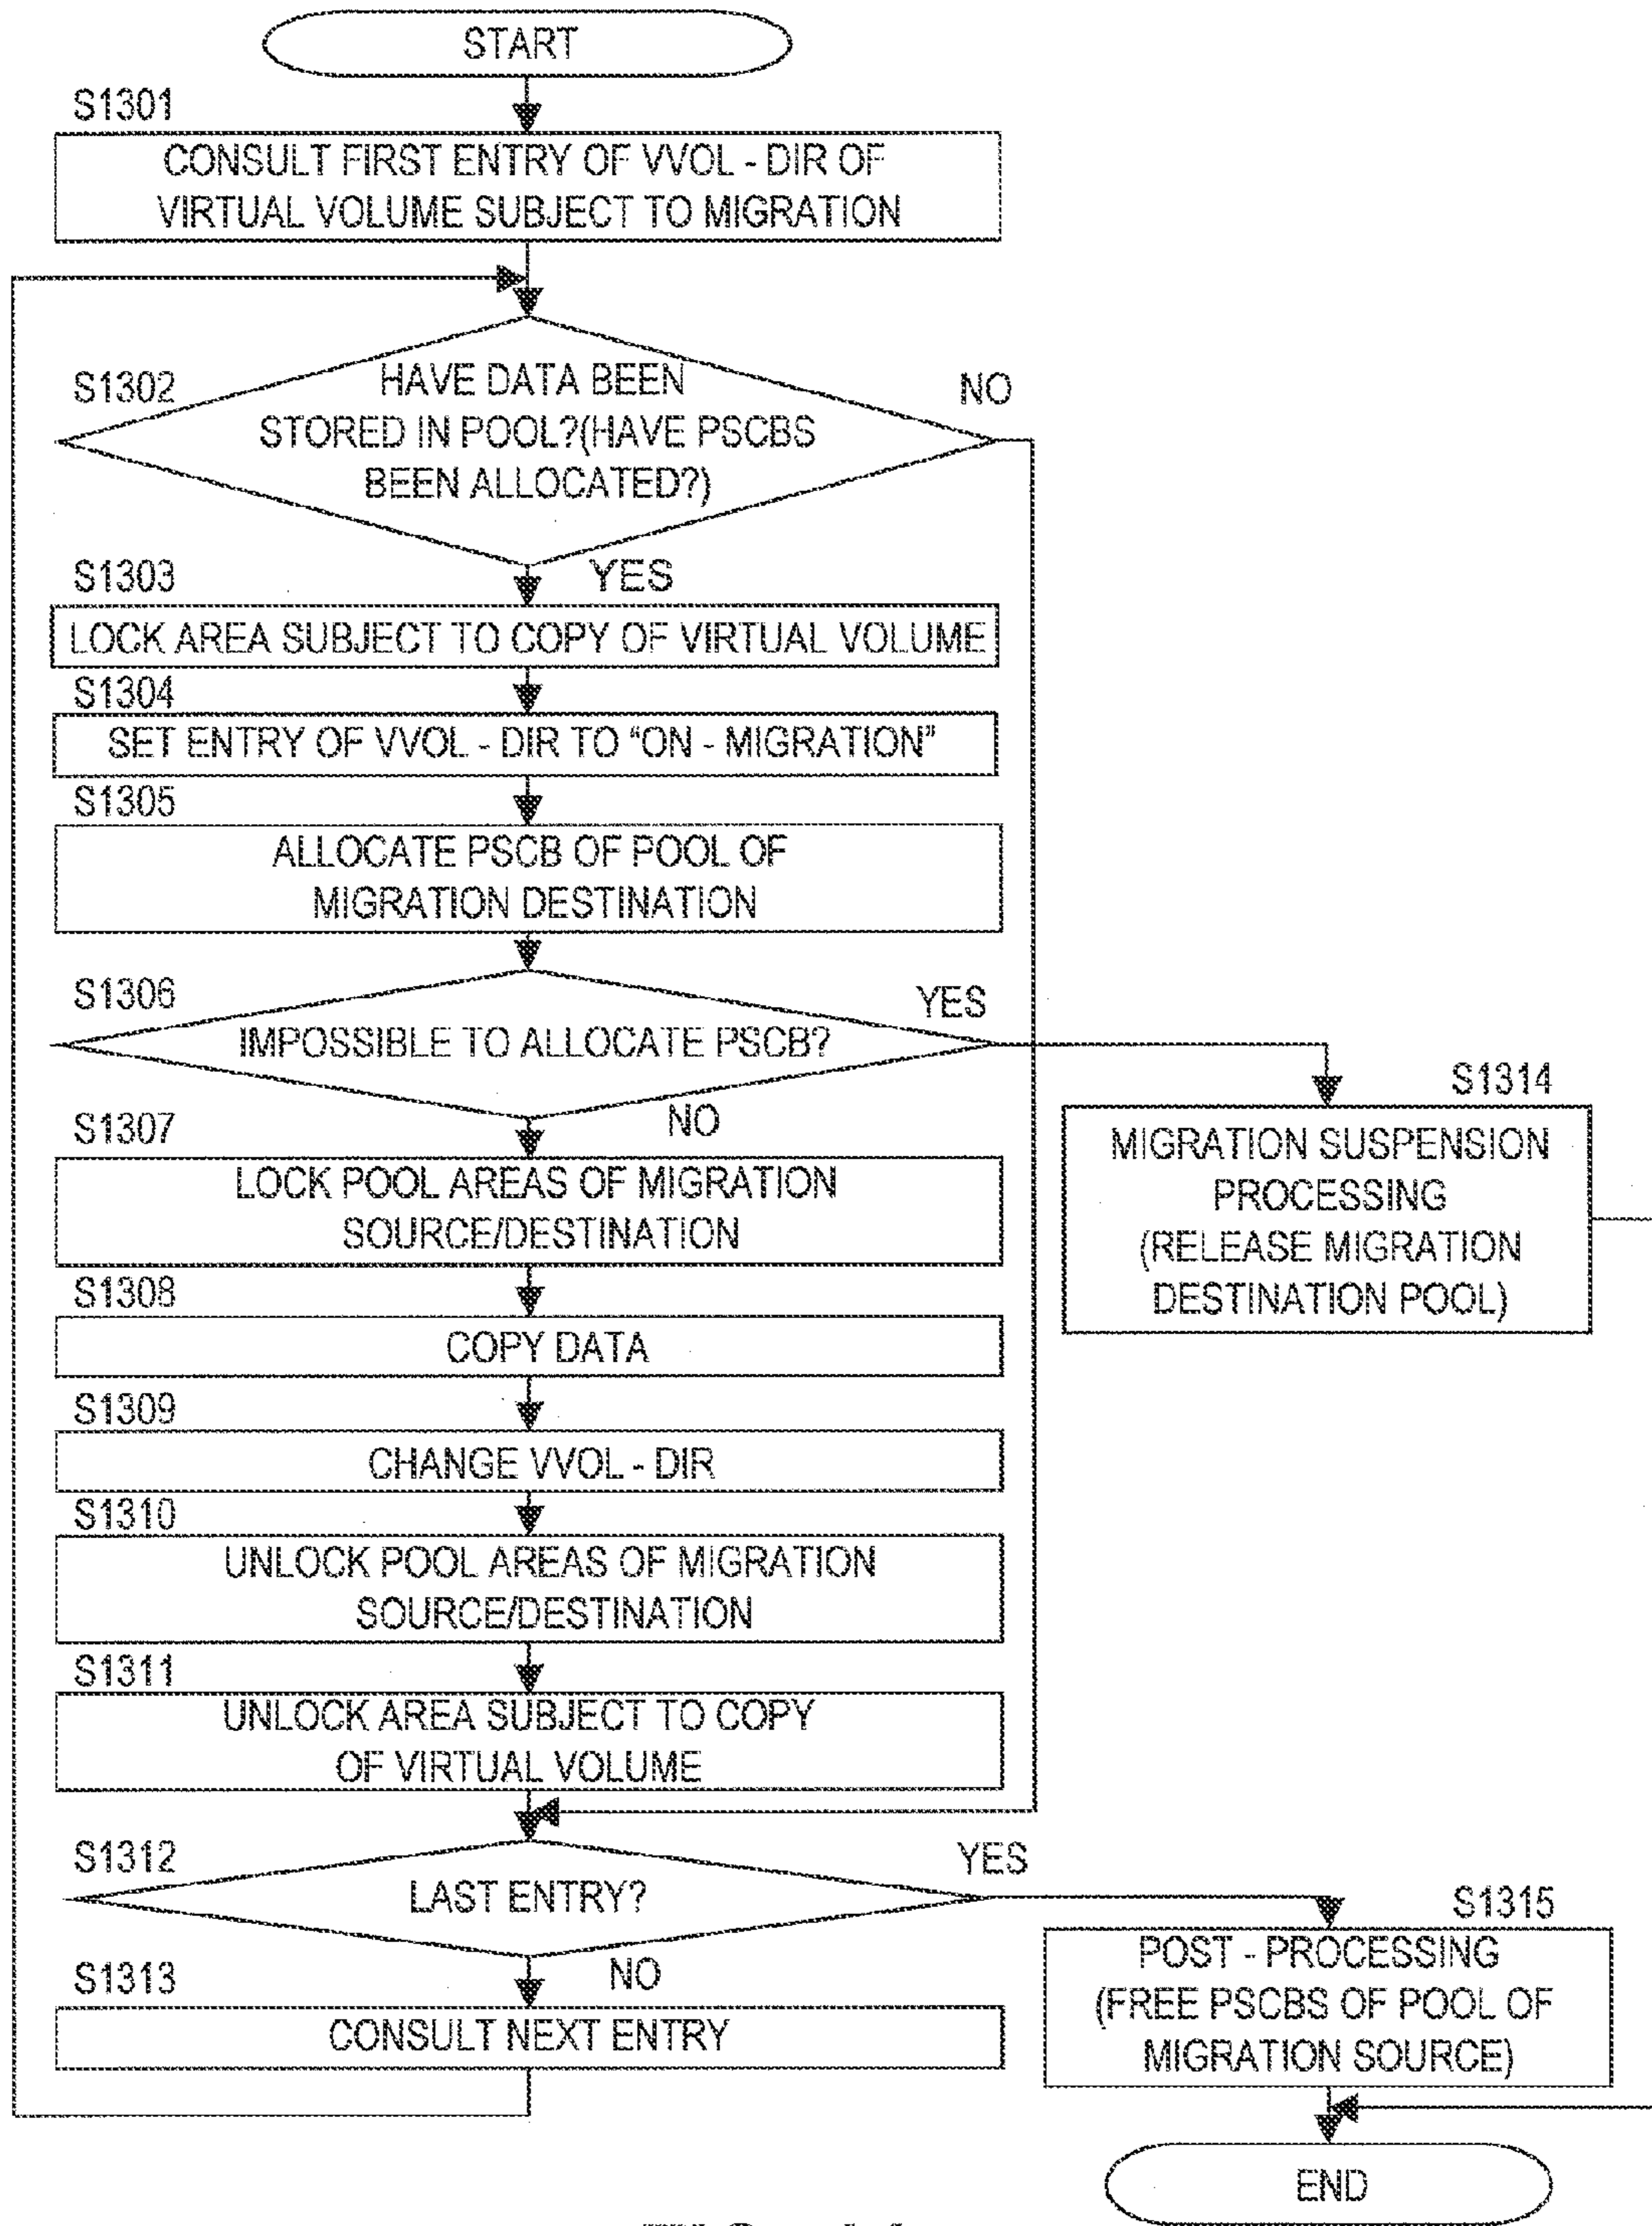 START
S1301
CONSULT FIRST ENTRY OF VVOL - DIR OF
VIRTUAL VOLUME SUBJECT TO MIGRATION
S1302
HAVE DATA BEEN
STORED IN POOL?(HAVE PSCBS
BEEN ALLOCATED?)
NO
YES
S1303
LOCK AREA SUBJECT TO COPY OF VIRTUAL VOLUME
S1304
SET ENTRY OF VVOL - DIR TO “ON - MIGRATION”
S1305
ALLOCATE PSCB OF POOL OF
MIGRATION DESTINATION
S1306
IMPOSSIBLE TO ALLOCATE PSCB?
YES
NO
S1314
MIGRATION SUSPENSION
PROCESSING
(RELEASE MIGRATION
DESTINATION POOL)
S1307
LOCK POOL AREAS OF MIGRATION
SOURCE/DESTINATION
S1308
COPY DATA
S1309
CHANGE VVOL - DIR
S1310
UNLOCK POOL AREAS OF MIGRATION
SOURCE/DESTINATION
S1311
UNLOCK AREA SUBJECT TO COPY
OF VIRTUAL VOLUME
S1312
LAST ENTRY?
YES
NO
S1315
POST - PROCESSING
(FREE PSCBS OF POOL OF
MIGRATION SOURCE)
S1313
CONSULT NEXT ENTRY
END